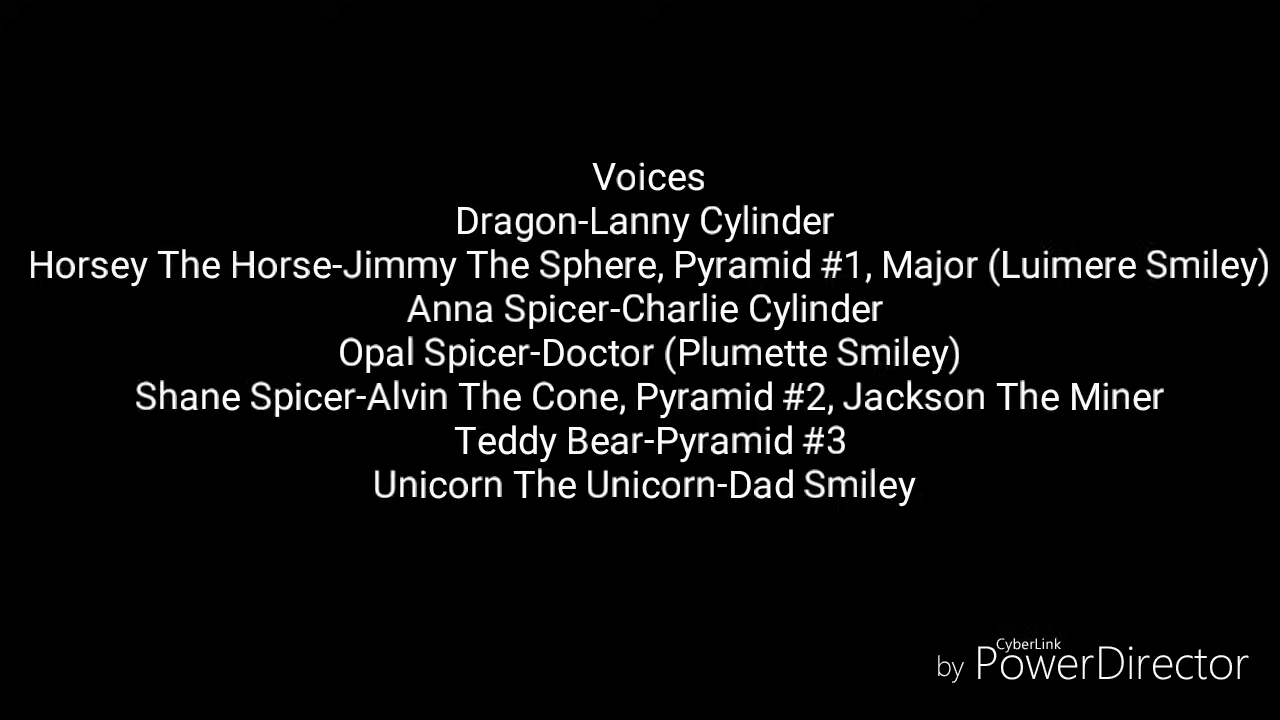 Voices
Dragon-Lanny Cylinder
Horsey The Horse-Jimmy The Sphere, Pyramid #1, Major (Luimere Smiley)
Anna Spicer-Charlie Cylinder
Opal Spicer-Doctor (Plumette Smiley)
Shane Spicer-Alvin The Cone, Pyramid #2, Jackson The Miner
Teddy Bear-Pyramid #3
Unicorn The Unicorn-Dad Smiley
CyberLink
by PowerDirector